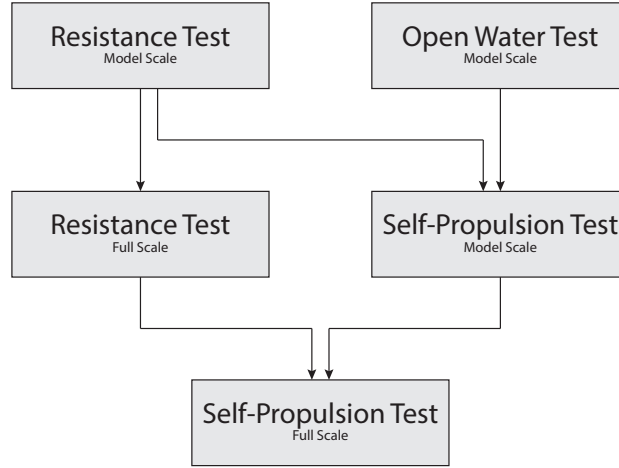 Resistance Test
Model Scale
Open Water Test
Model Scale
Resistance Test
Full Scale
Self-Propulsion Test
Model Scale
Self-Propulsion Test
Full Scale